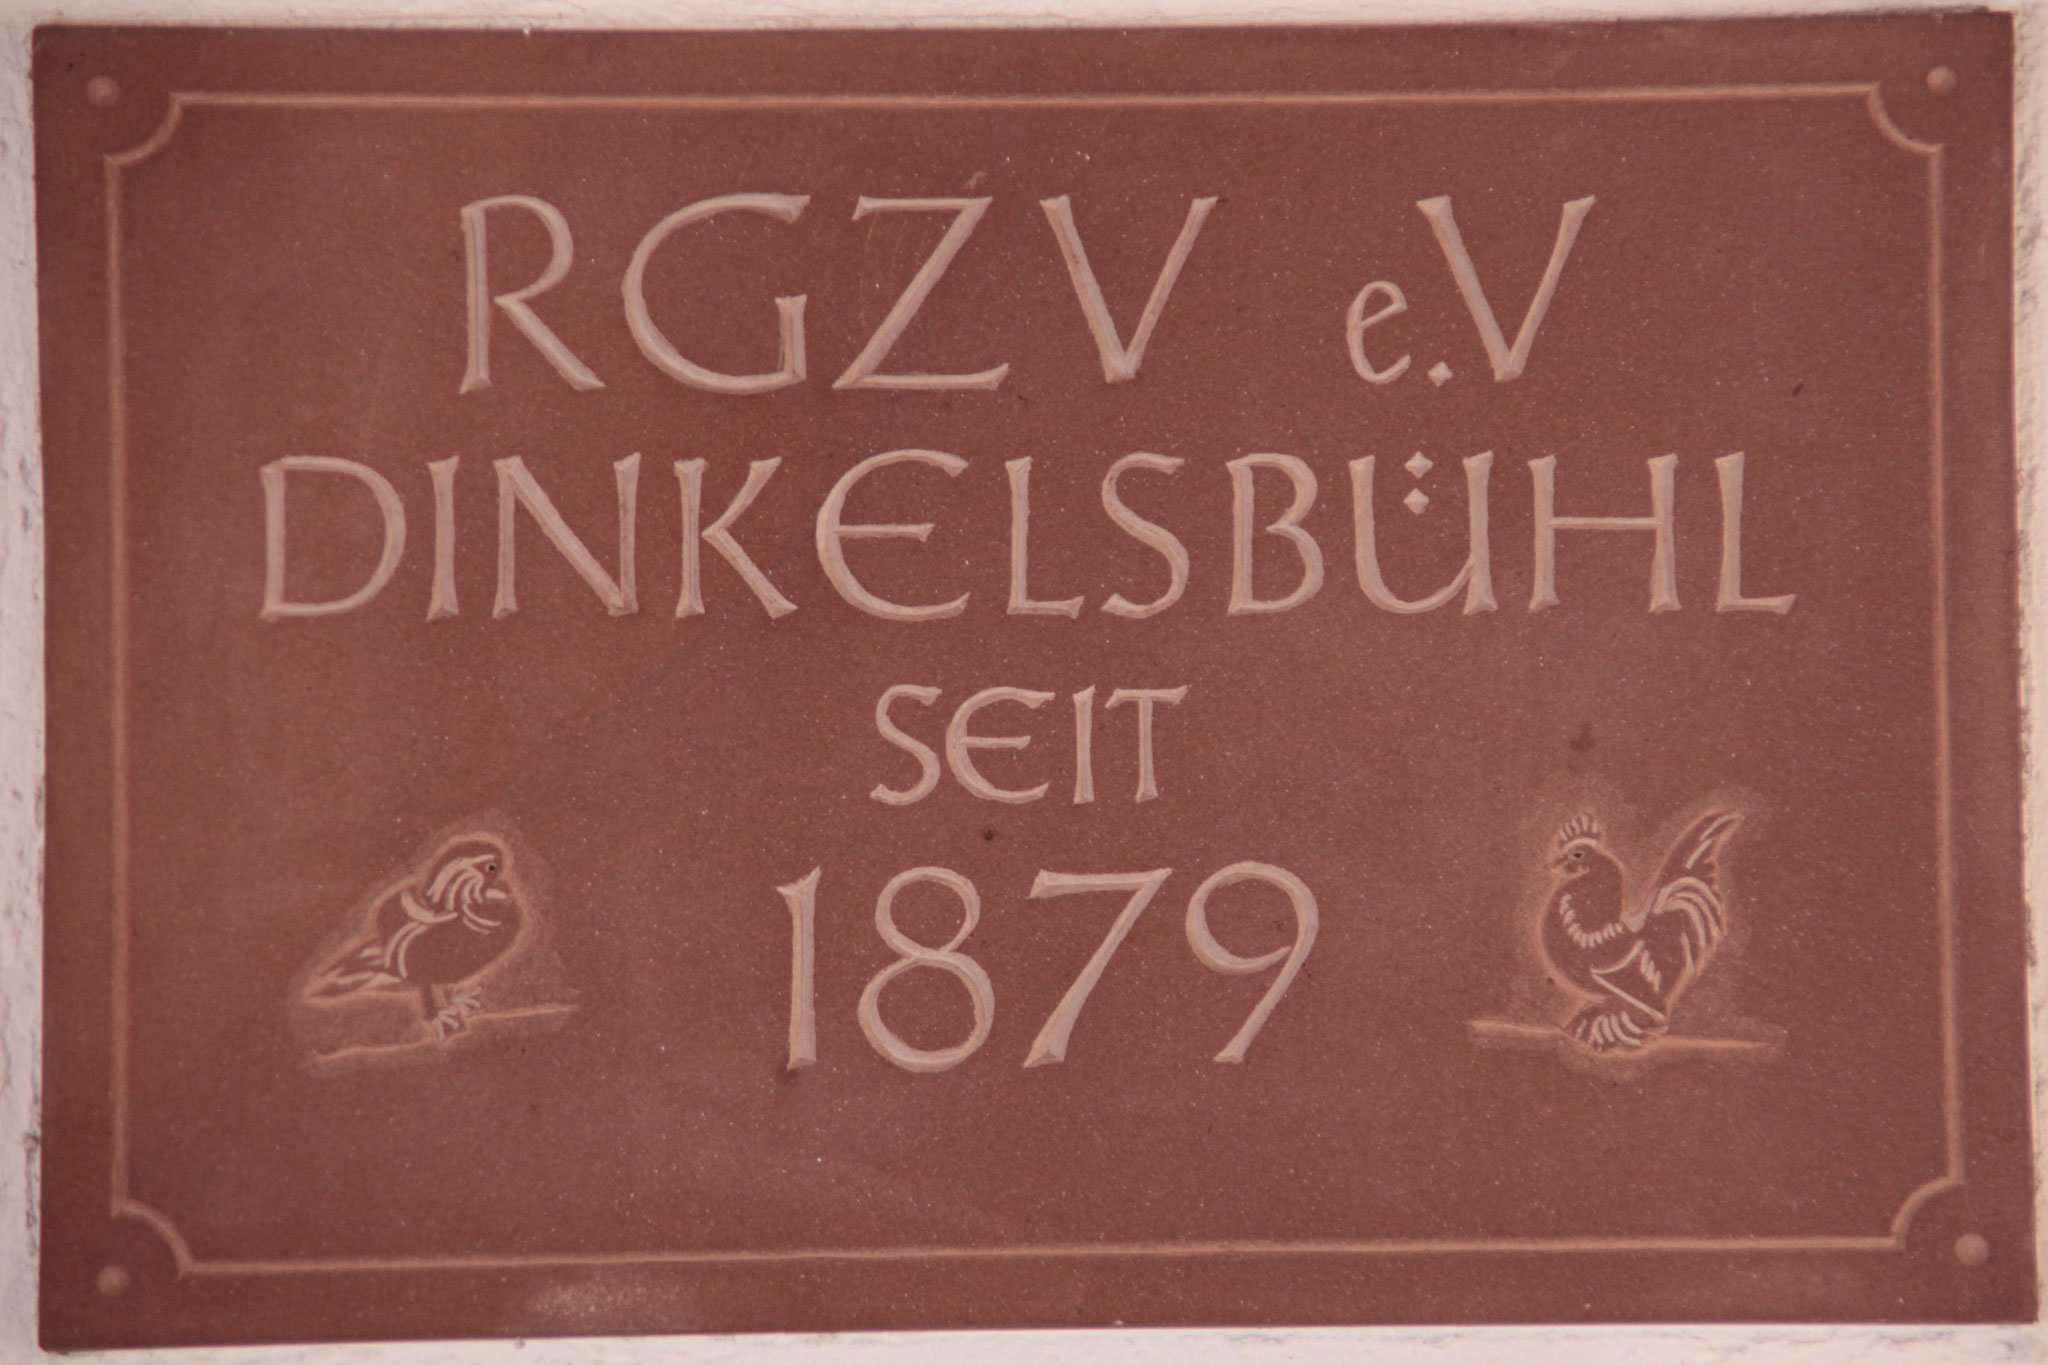 RGZV e.V
DINKELSBÜHL
SEIT
1879